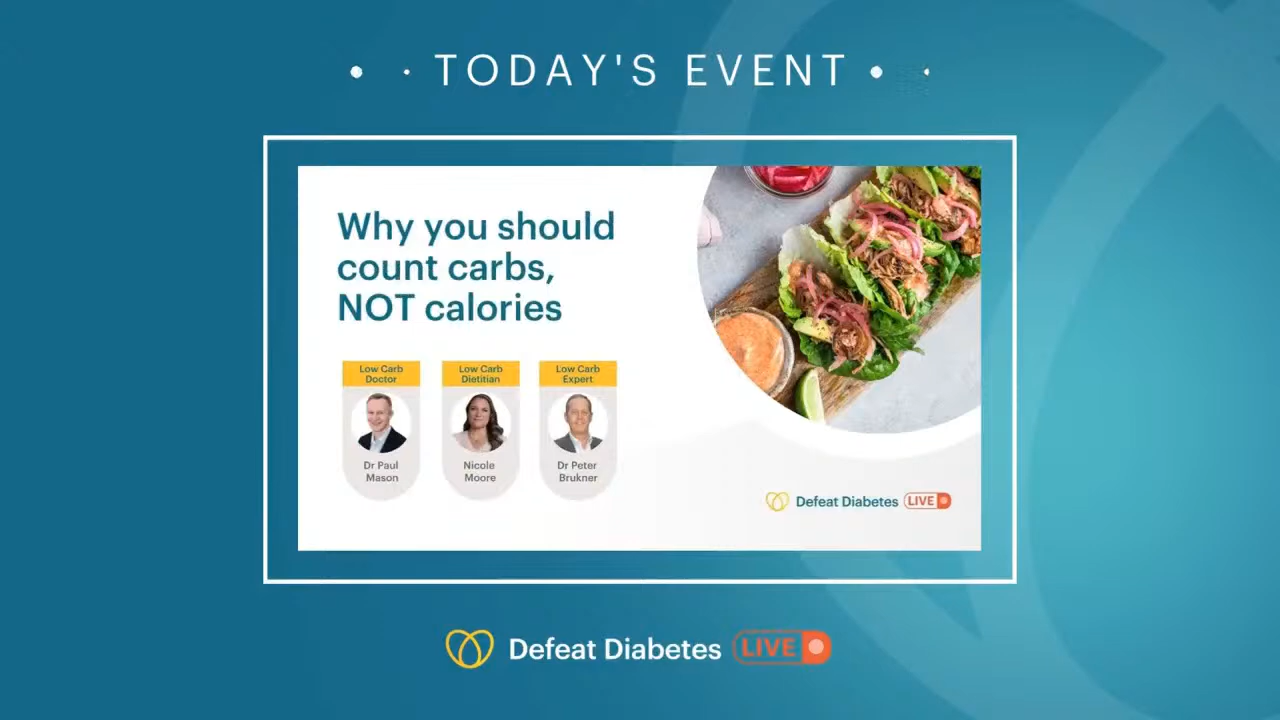 TODAY'S EVENT
Why you should
count carbs,
NOT calories
Low Carb
Doctor
Dr Paul
Mason
Low Carb
Dietitian
Nicole
Moore
Low Carb
Expert
Dr Peter
Brukner
Defeat Diabetes LIVE
Defeat Diabetes LIVE